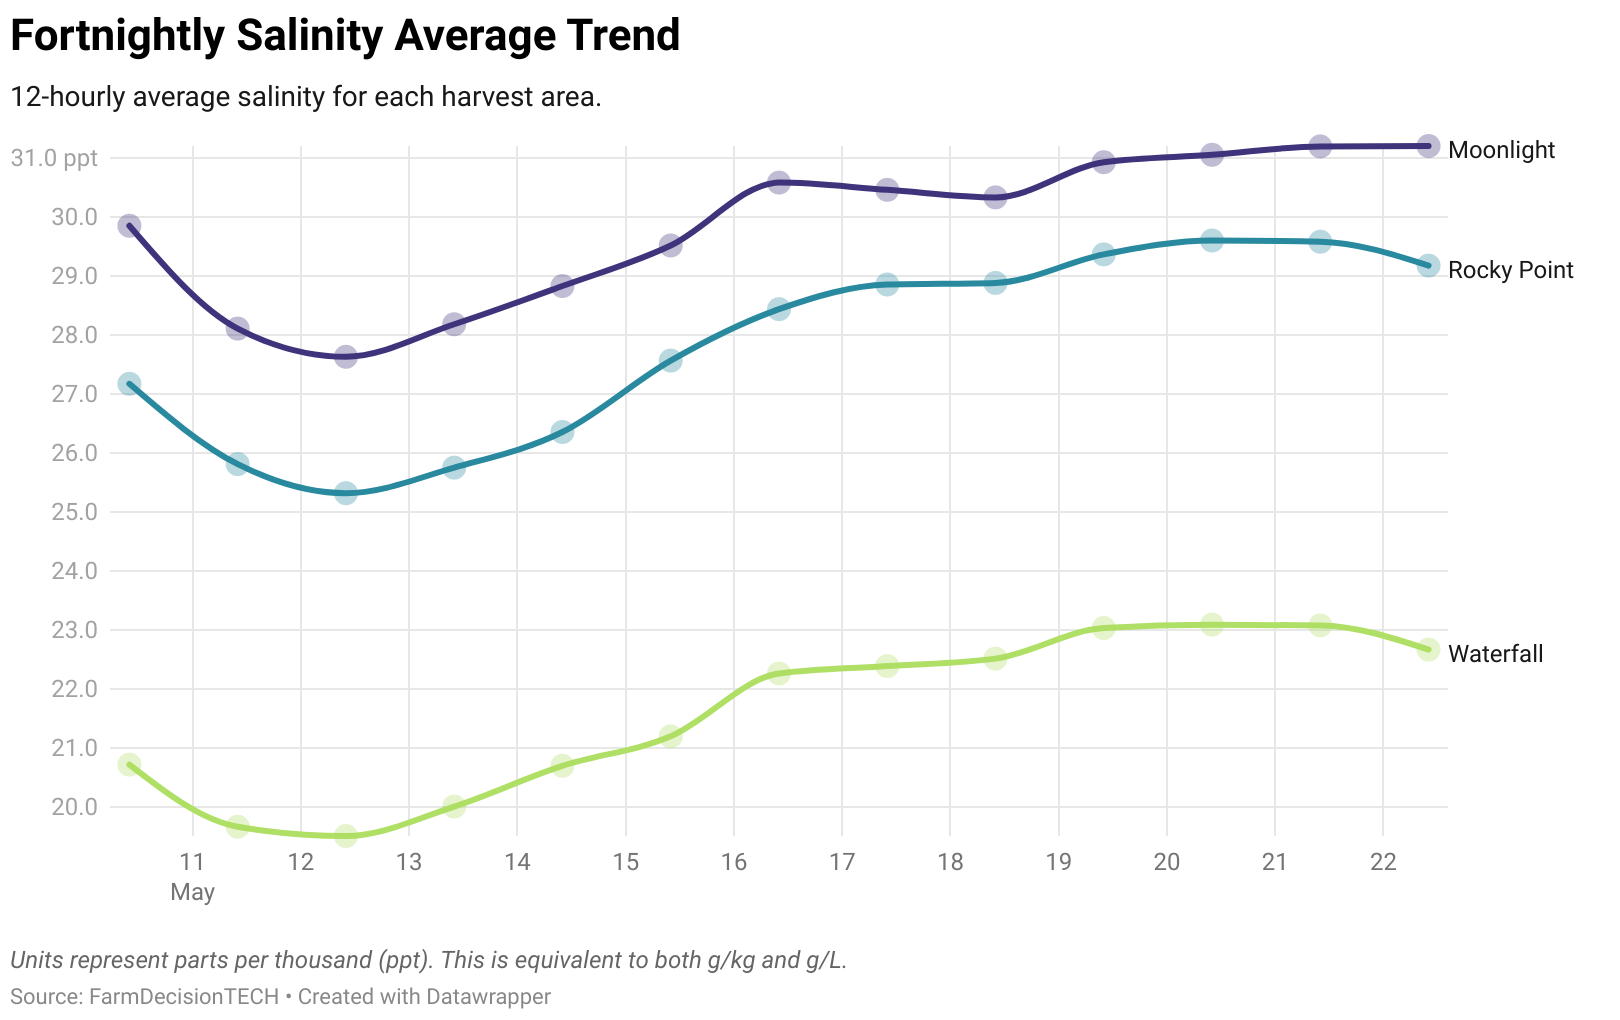 Fortnightly Salinity Average Trend
12-hourly average salinity for each harvest area.
31.0 ppt
30.0
29.0
28.0
27.0
26.0
25.0
24.0
23.0
22.0
21.0
20.0
Moonlight
Rocky Point
Waterfall
11 12 13 14 15 16 17 18 19 20 21 22
May
Units represent parts per thousand (ppt). This is equivalent to both g/kg and g/L.
Source: FarmDecisionTECH • Created with Datawrapper